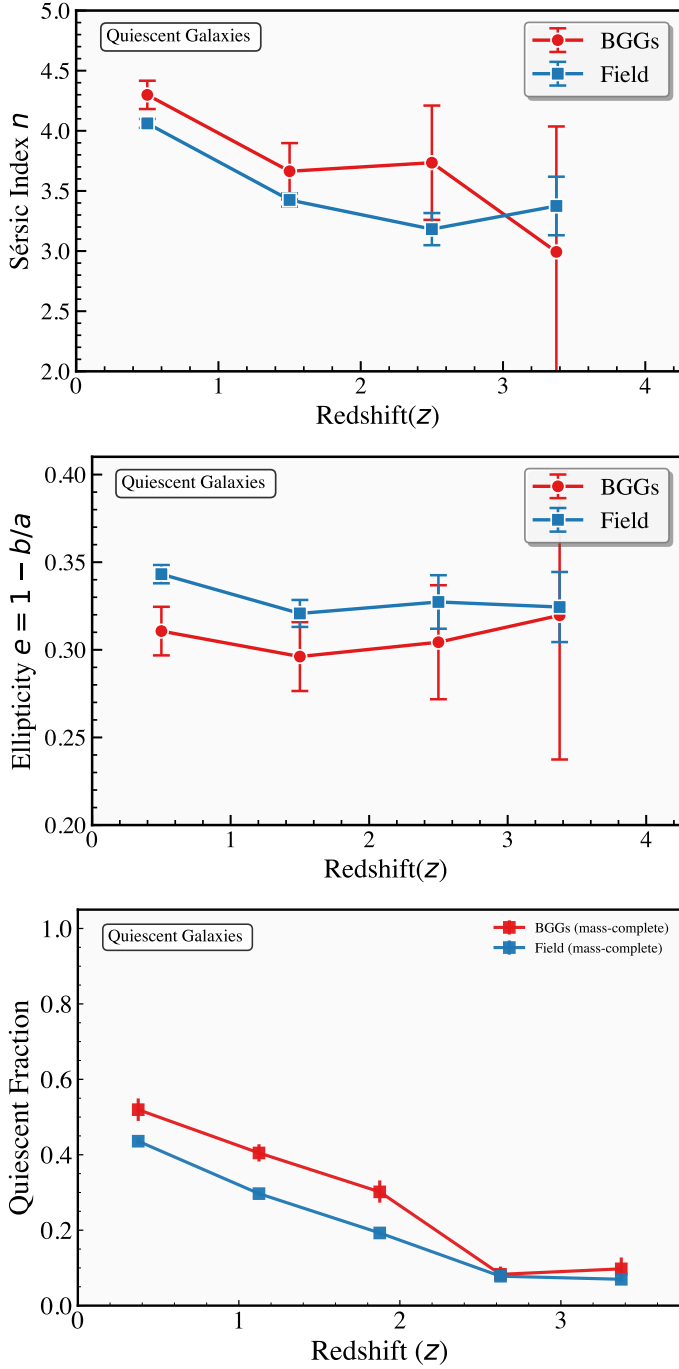 5.0
4.5
4.0
3.5
3.0
2.5
2.0
Sérsic Index n
Quiescent Galaxies
BGGs
Field
0 1 2 3 4
Redshift(z)
0.40
0.35
0.30
0.25
0.20
Ellipticity e = 1 − b/a
Quiescent Galaxies
BGGs
Field
0 1 2 3 4
Redshift(z)
1.0
0.8
0.6
0.4
0.2
0.0
Quiescent Fraction
Quiescent Galaxies
BGGs (mass-complete)
Field (mass-complete)
0 1 2 3
Redshift (z)